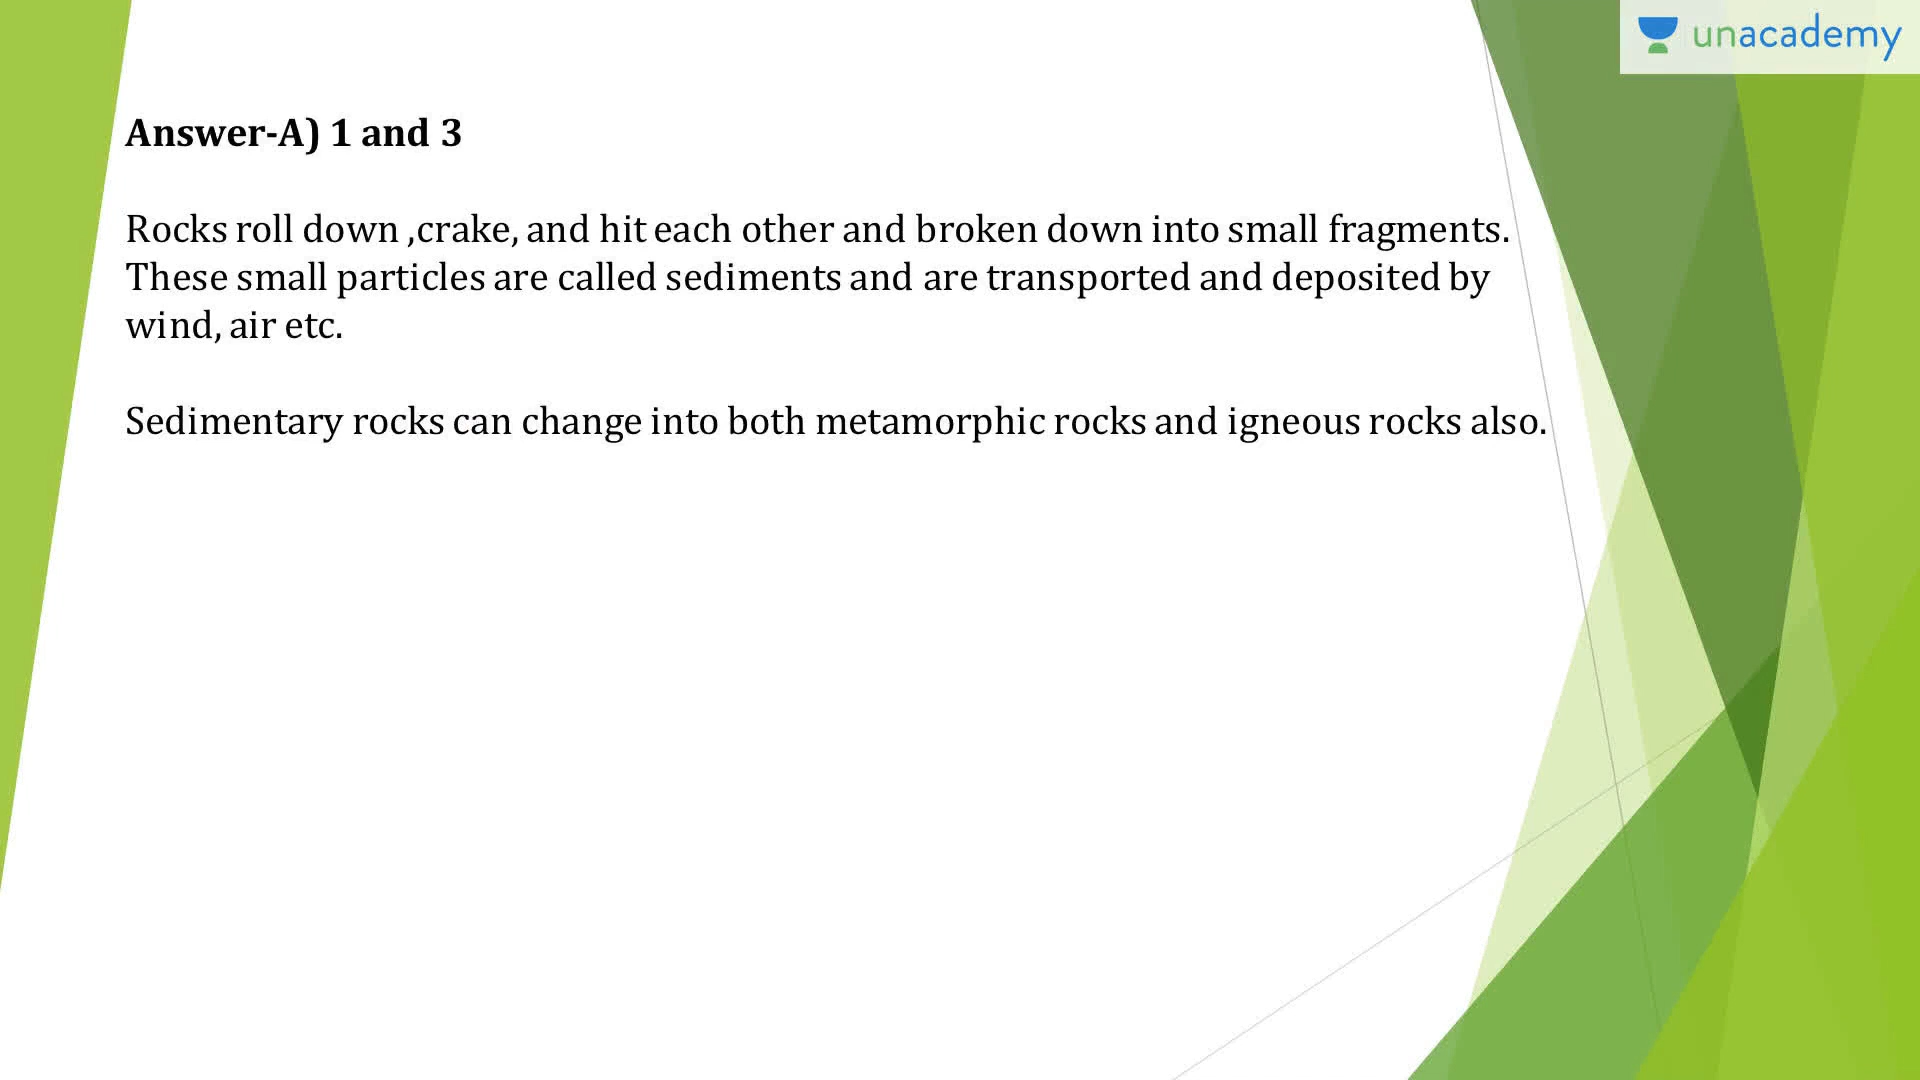 unacademy
Answer-A) 1 and 3
Rocks roll down ,crake, and hit each other and broken down into small fragments.
These small particles are called sediments and are transported and deposited by
wind, air etc.
Sedimentary rocks can change into both metamorphic rocks and igneous rocks also.